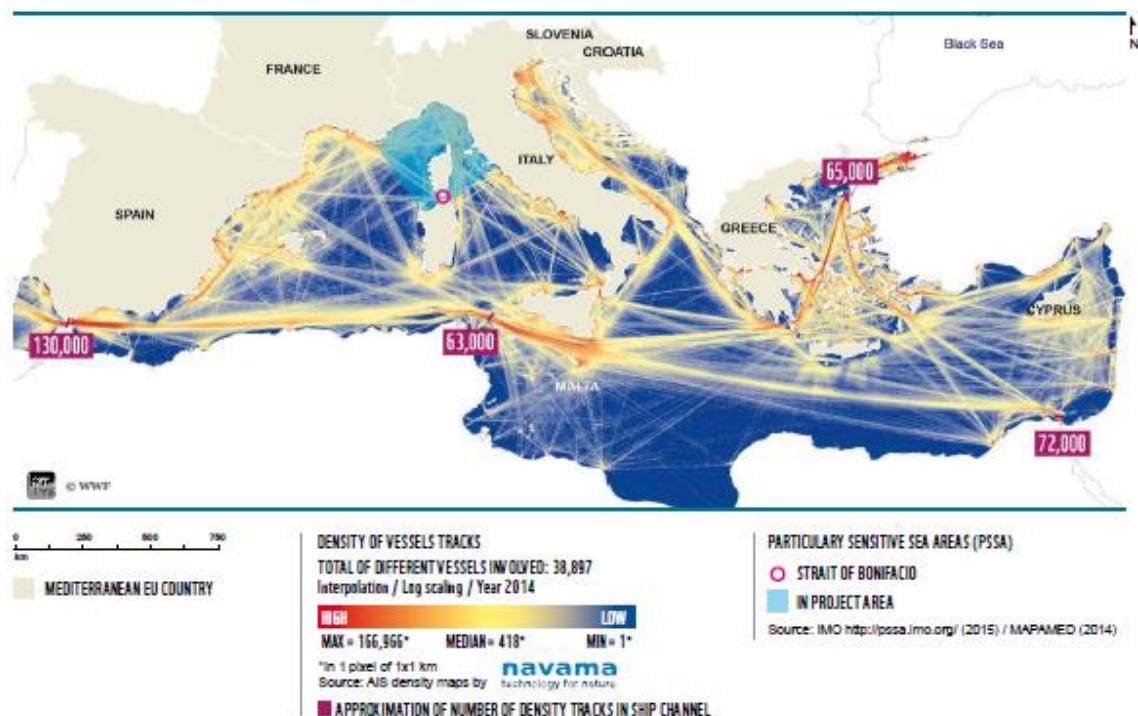 SLOVENIA
CROATIA
Black Sea
N
FRANCE
ITALY
65,000
SPAIN
GREECE
CYPRUS
130,000
63,000
MALTA
72,000
© WWF
0 250 500 750
km
MEDITERRANEAN EU COUNTRY
DENSITY OF VESSELS TRACKS
TOTAL OF DIFFERENT VESSELS INVOLVED: 38,897
Interpolation / Log scaling / Year 2014
HIGH LOW
MAX = 166,966* MEDIAN = 418* MIN = 1*
*In 1 pixel of 1x1 km
Source: AIS density maps by navama
technology for nature
APPROXIMATION OF NUMBER OF DENSITY TRACKS IN SHIP CHANNEL
PARTICULARY SENSITIVE SEA AREAS (PSSA)
STRAIT OF BONIFACIO
IN PROJECT AREA
Source: IMO http://pssa.imo.org/ (2015) / MAPAMED (2014)